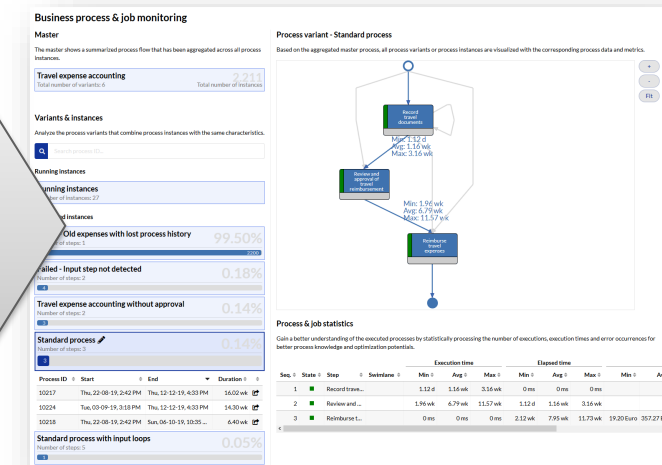 Business process & job monitoring
Master
The master shows a summarized process flow that has been aggregated across all process
instances.
Travel expense accounting
2,211
Total number of variants: 6
Total number of instances
Variants & instances
Analyze the process variants that combine process instances with the same characteristics.
Search process ID...
Running instances
unning instances
ber of instances: 27
d instances
Old expenses with lost process history
99.50%
of steps: 1
2200
ailed - Input step not detected
0.18%
Number of steps: 2
4
Travel expense accounting without approval
0.14%
Number of steps: 2
3
Standard process
0.14%
Number of steps: 3
3
Process ID Start End Duration
10217 Thu, 22-08-19, 2:42 PM Thu, 12-12-19, 4:33 PM 16.02 wk
10224 Tue, 03-09-19, 3:18 PM Thu, 12-12-19, 4:33 PM 14.30 wk
10218 Thu, 22-08-19, 2:42 PM Sun, 06-10-19, 10:35 ... 6.40 wk
Standard process with input loops
0.05%
Number of steps: 5
1
Process variant - Standard process
Based on the aggregated master process, all process variants or process instances are visualized with the corresponding process data and metrics.
+
-
Fit
Record
travel
documents
Min: 1.12 d
Avg: 1.16 wk
Max: 3.16 wk
Review and
approval of
travel
reimbursement
Min: 1.96 wk
Avg: 6.79 wk
Max: 11.57 wk
Reimburse
travel
expenses
Process & job statistics
Gain a better understanding of the executed processes by statistically processing the number of executions, execution times and error occurrences for
better process knowledge and optimization potentials.
Execution time Elapsed time
Seq. State Step Swimlane Min Avg Max Min Avg Max Min Av
1 Record trave... 1.12 d 1.16 wk 3.16 wk 0 ms 0 ms 0 ms
2 Review and ... 1.96 wk 6.79 wk 11.57 wk 1.12 d 1.16 wk 3.16 wk
3 Reimburse t... 0 ms 0 ms 0 ms 2.12 wk 7.95 wk 11.73 wk 19.20 Euro 357.27 E